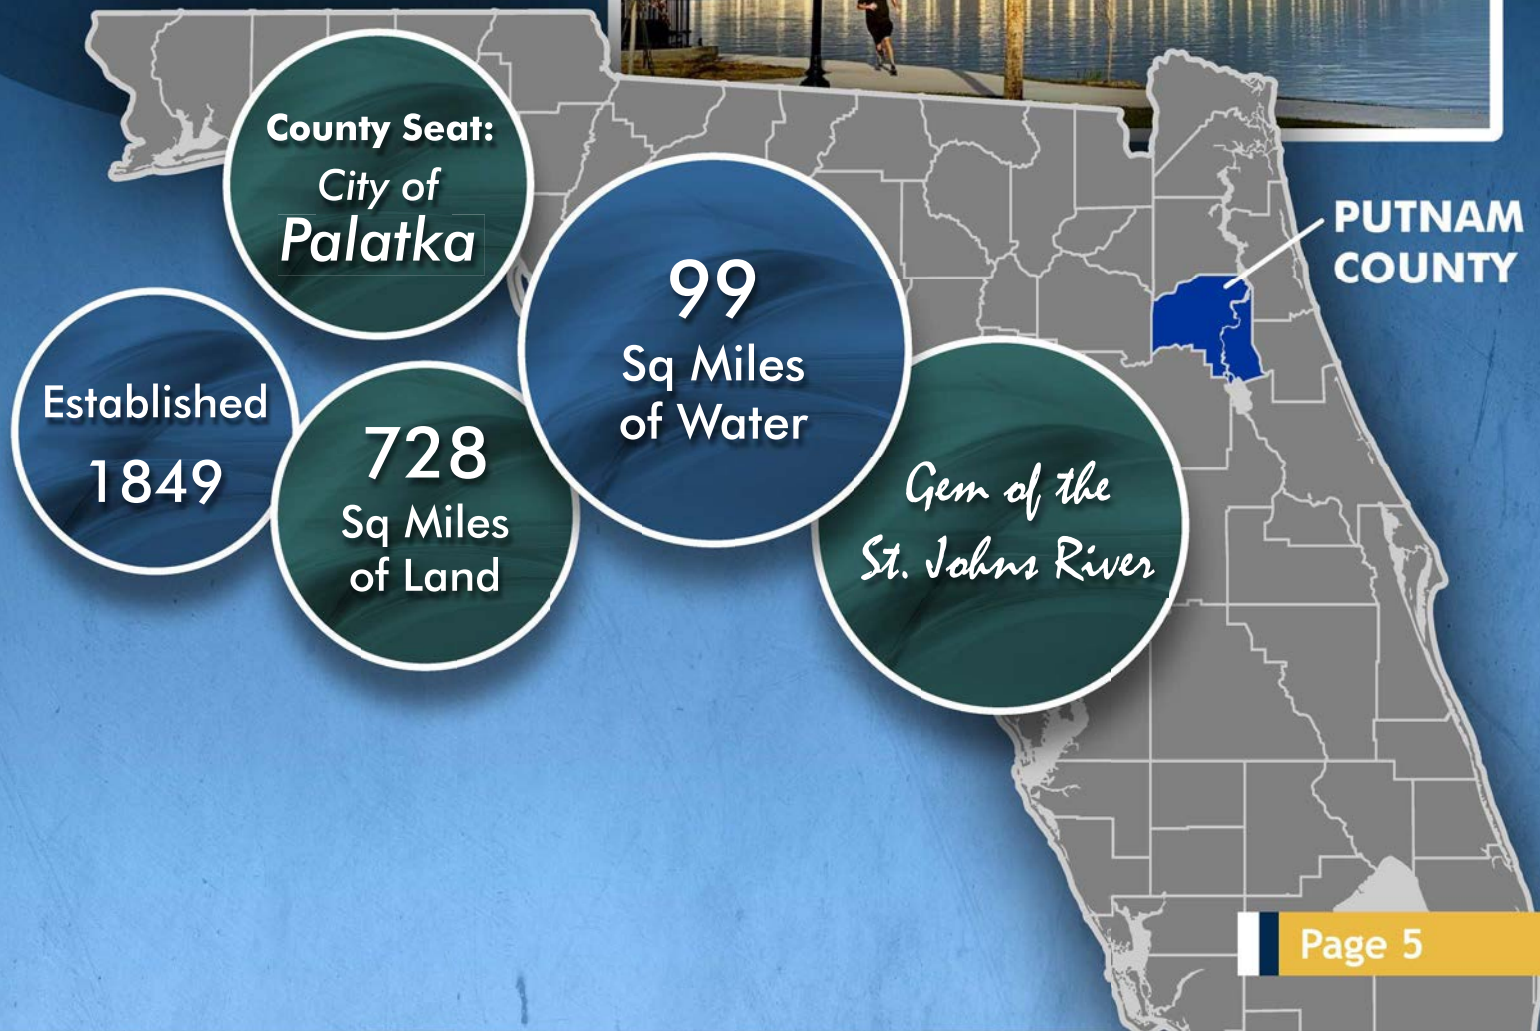 County Seat:
City of
Palatka
99
Sq Miles
of Water
PUTNAM
COUNTY
Established
1849
728
Sq Miles
of Land
Gem of the
St. Johns River
Page 5